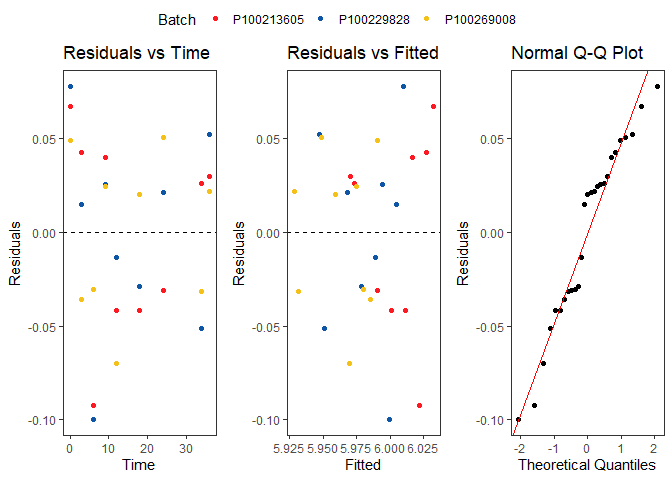 Batch P100213605 P100229828 P100269008
Residuals vs Time
Residuals vs Fitted
Normal Q-Q Plot
0.05
0.00
-0.05
-0.10
Residuals
0 10 20 30
Time
0.05
0.00
-0.05
-0.10
Residuals
5.925 5.950 5.975 6.000 6.025
Fitted
0.05
0.00
-0.05
-0.10
Residuals
-2 -1 0 1 2
Theoretical Quantiles